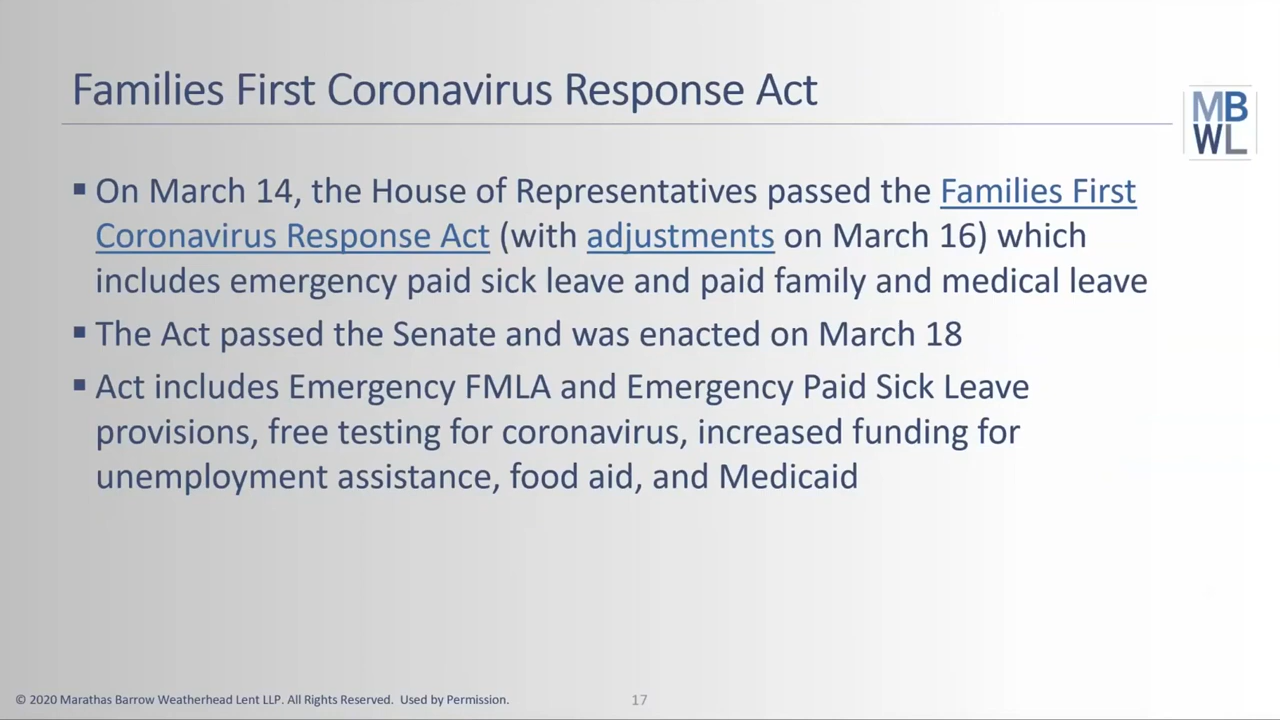 Families First Coronavirus Response Act
MB
WL
▪ On March 14, the House of Representatives passed the Families First
Coronavirus Response Act (with adjustments on March 16) which
includes emergency paid sick leave and paid family and medical leave
▪ The Act passed the Senate and was enacted on March 18
▪ Act includes Emergency FMLA and Emergency Paid Sick Leave
provisions, free testing for coronavirus, increased funding for
unemployment assistance, food aid, and Medicaid
© 2020 Marathas Barrow Weatherhead Lent LLP. All Rights Reserved. Used by Permission.
17